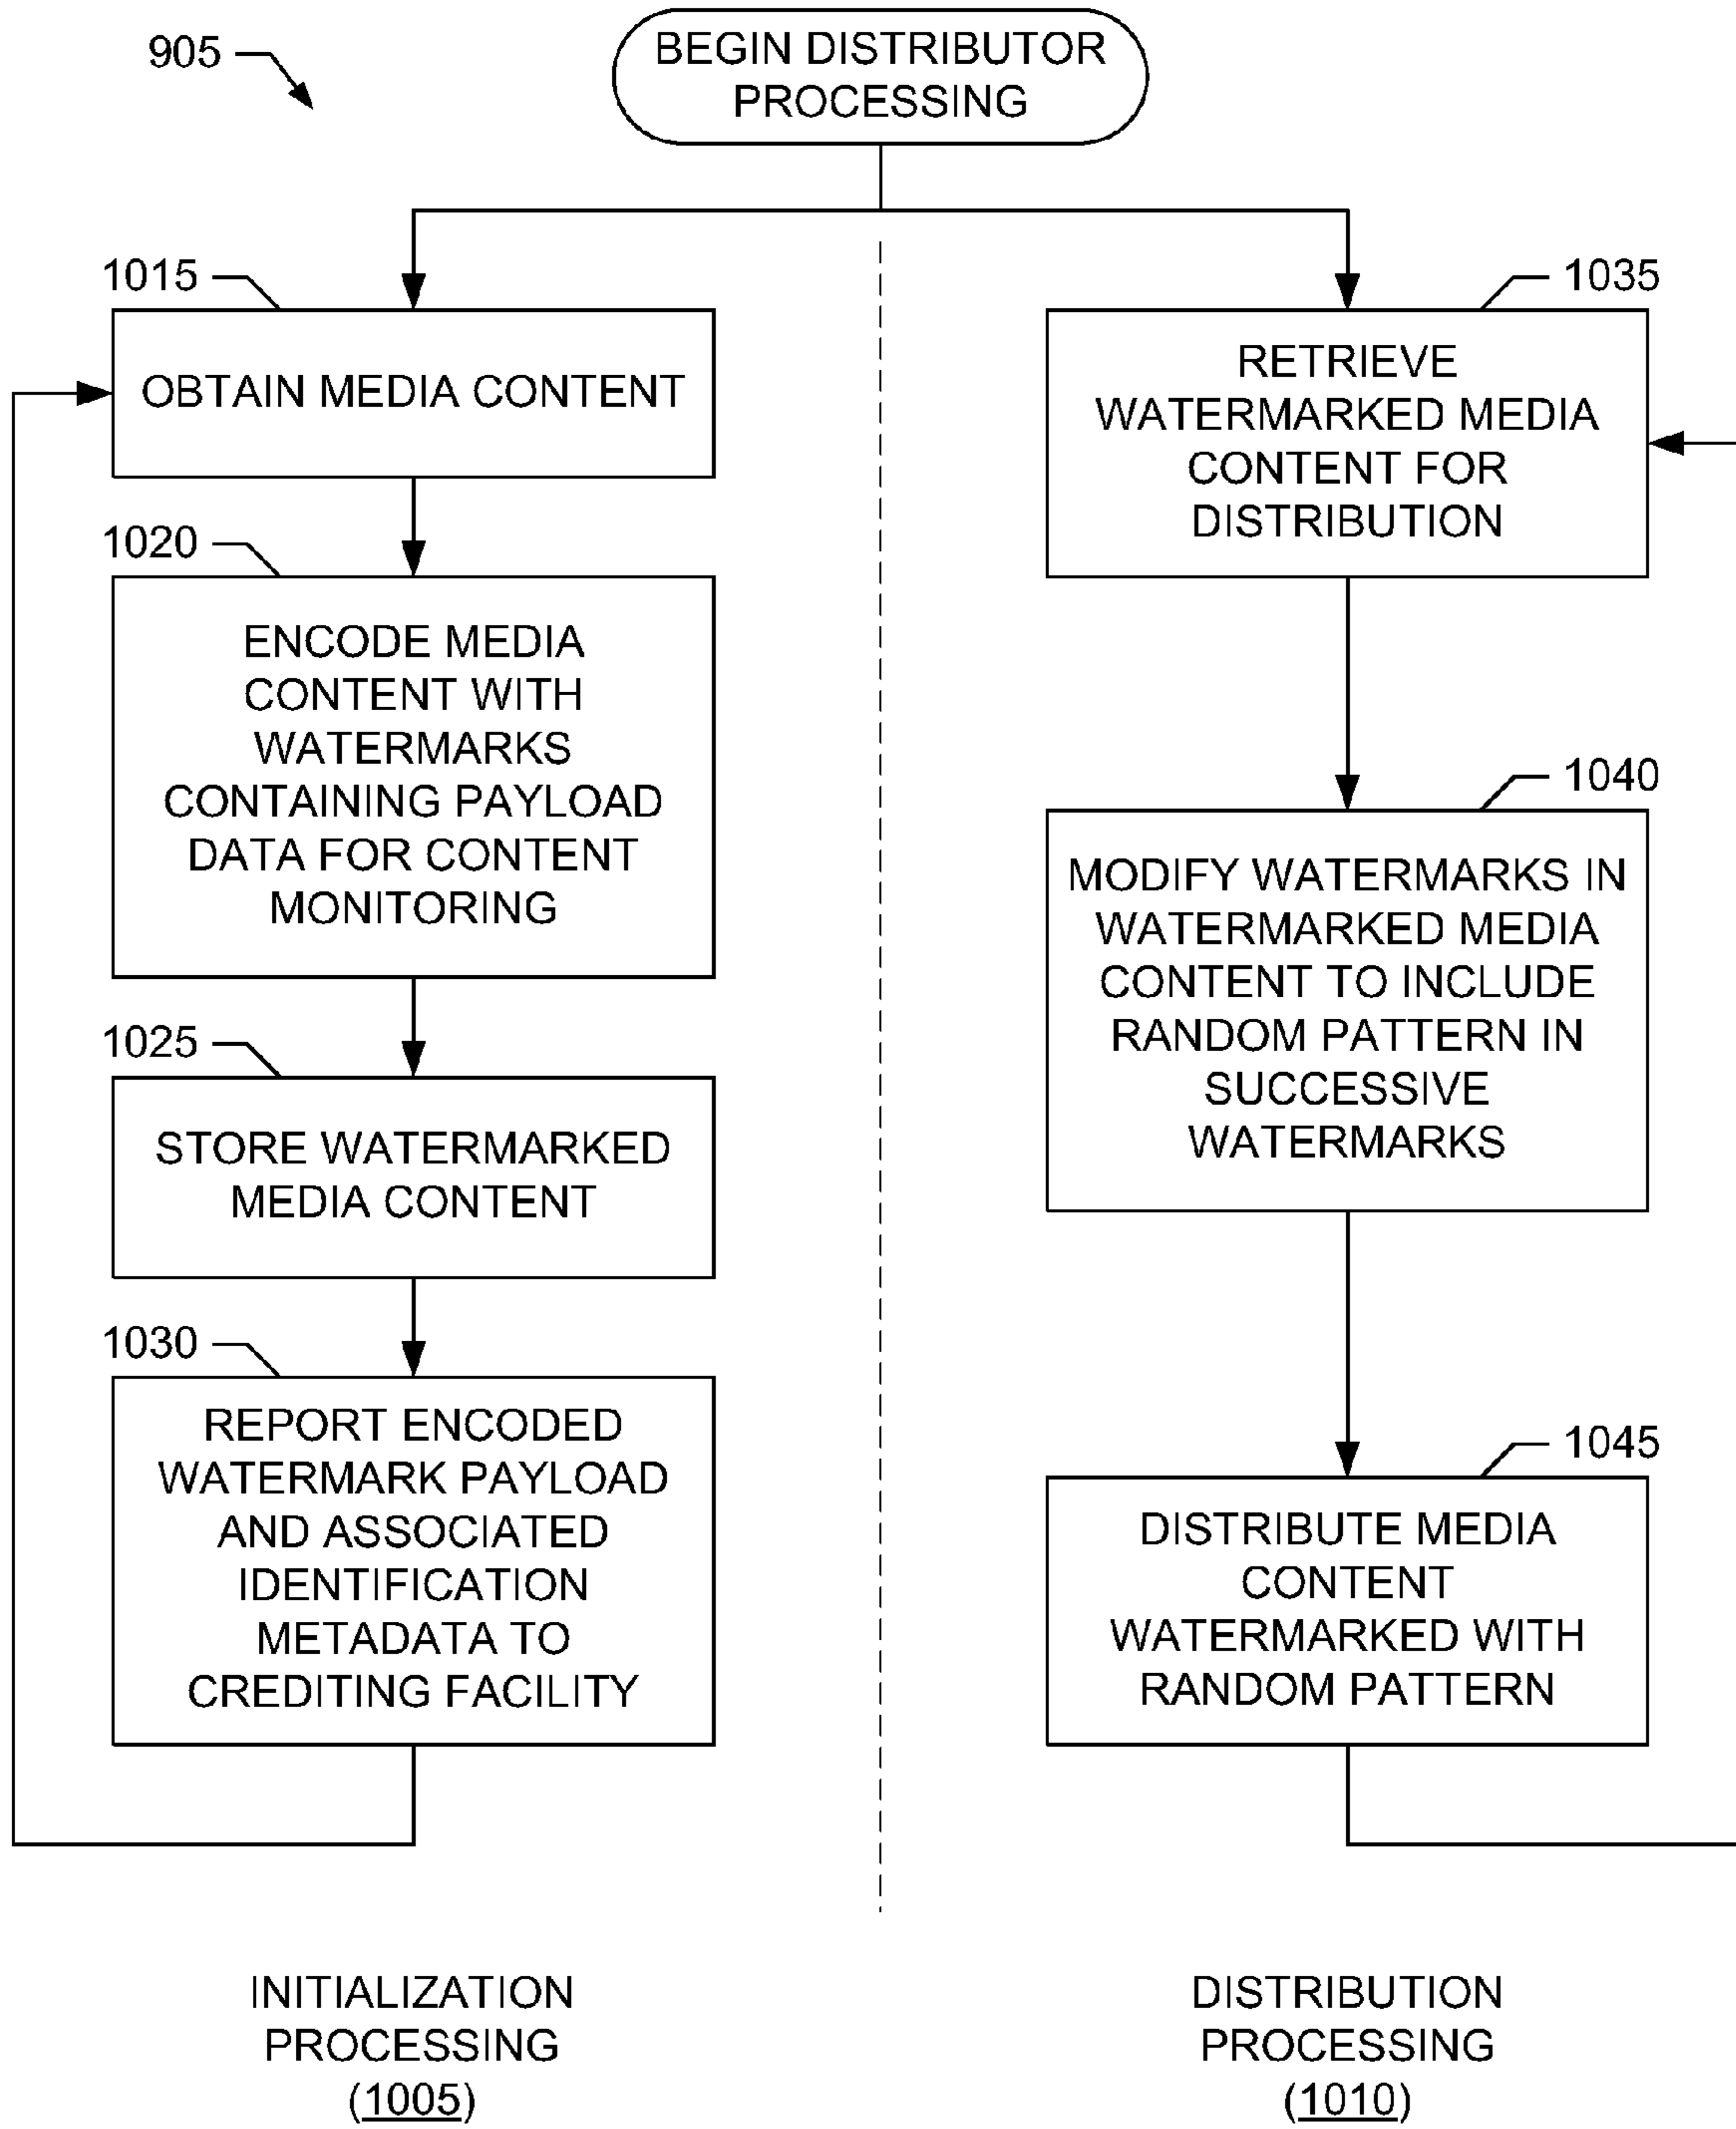 905
BEGIN DISTRIBUTOR
PROCESSING
1015
OBTAIN MEDIA CONTENT
1020
ENCODE MEDIA
CONTENT WITH
WATERMARKS
CONTAINING PAYLOAD
DATA FOR CONTENT
MONITORING
1025
STORE WATERMARKED
MEDIA CONTENT
1030
REPORT ENCODED
WATERMARK PAYLOAD
AND ASSOCIATED
IDENTIFICATION
METADATA TO
CREDITING FACILITY
INITIALIZATION
PROCESSING
(1005)
1035
RETRIEVE
WATERMARKED MEDIA
CONTENT FOR
DISTRIBUTION
1040
MODIFY WATERMARKS IN
WATERMARKED MEDIA
CONTENT TO INCLUDE
RANDOM PATTERN IN
SUCCESSIVE
WATERMARKS
1045
DISTRIBUTE MEDIA
CONTENT
WATERMARKED WITH
RANDOM PATTERN
DISTRIBUTION
PROCESSING
(1010)